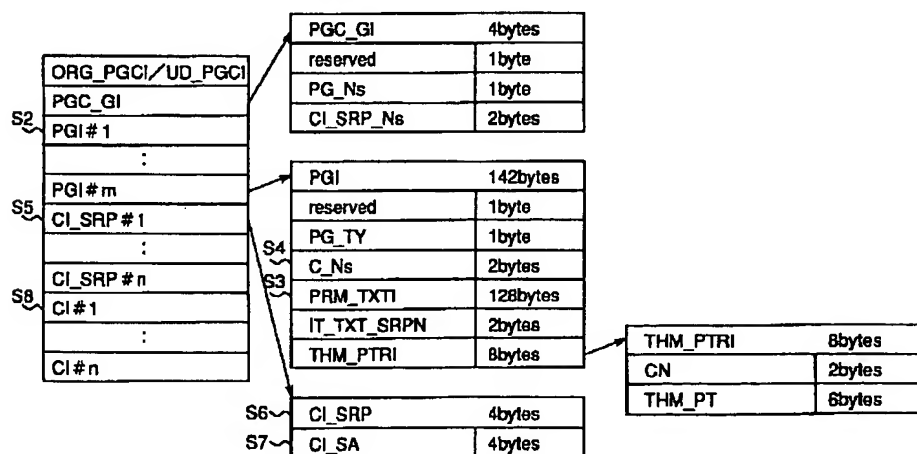 ORG_PGCI/UD_PGCI
PGC_GI
S2 PGI#1
:
PGI#m
S5 CI_SRP#1
:
CI_SRP#n
S8 CI#1
:
CI#n
PGC_GI 4bytes
reserved 1byte
PG_Ns 1byte
CI_SRP_Ns 2bytes
PGI 142bytes
reserved 1byte
PG_TY 1byte
S4 C_Ns 2bytes
S3 PRM_TXTI 128bytes
IT_TXT_SRPN 2bytes
THM_PTRI 8bytes
THM_PTRI 8bytes
CN 2bytes
THM_PT 6bytes
S6 CI_SRP 4bytes
S7 CI_SA 4bytes